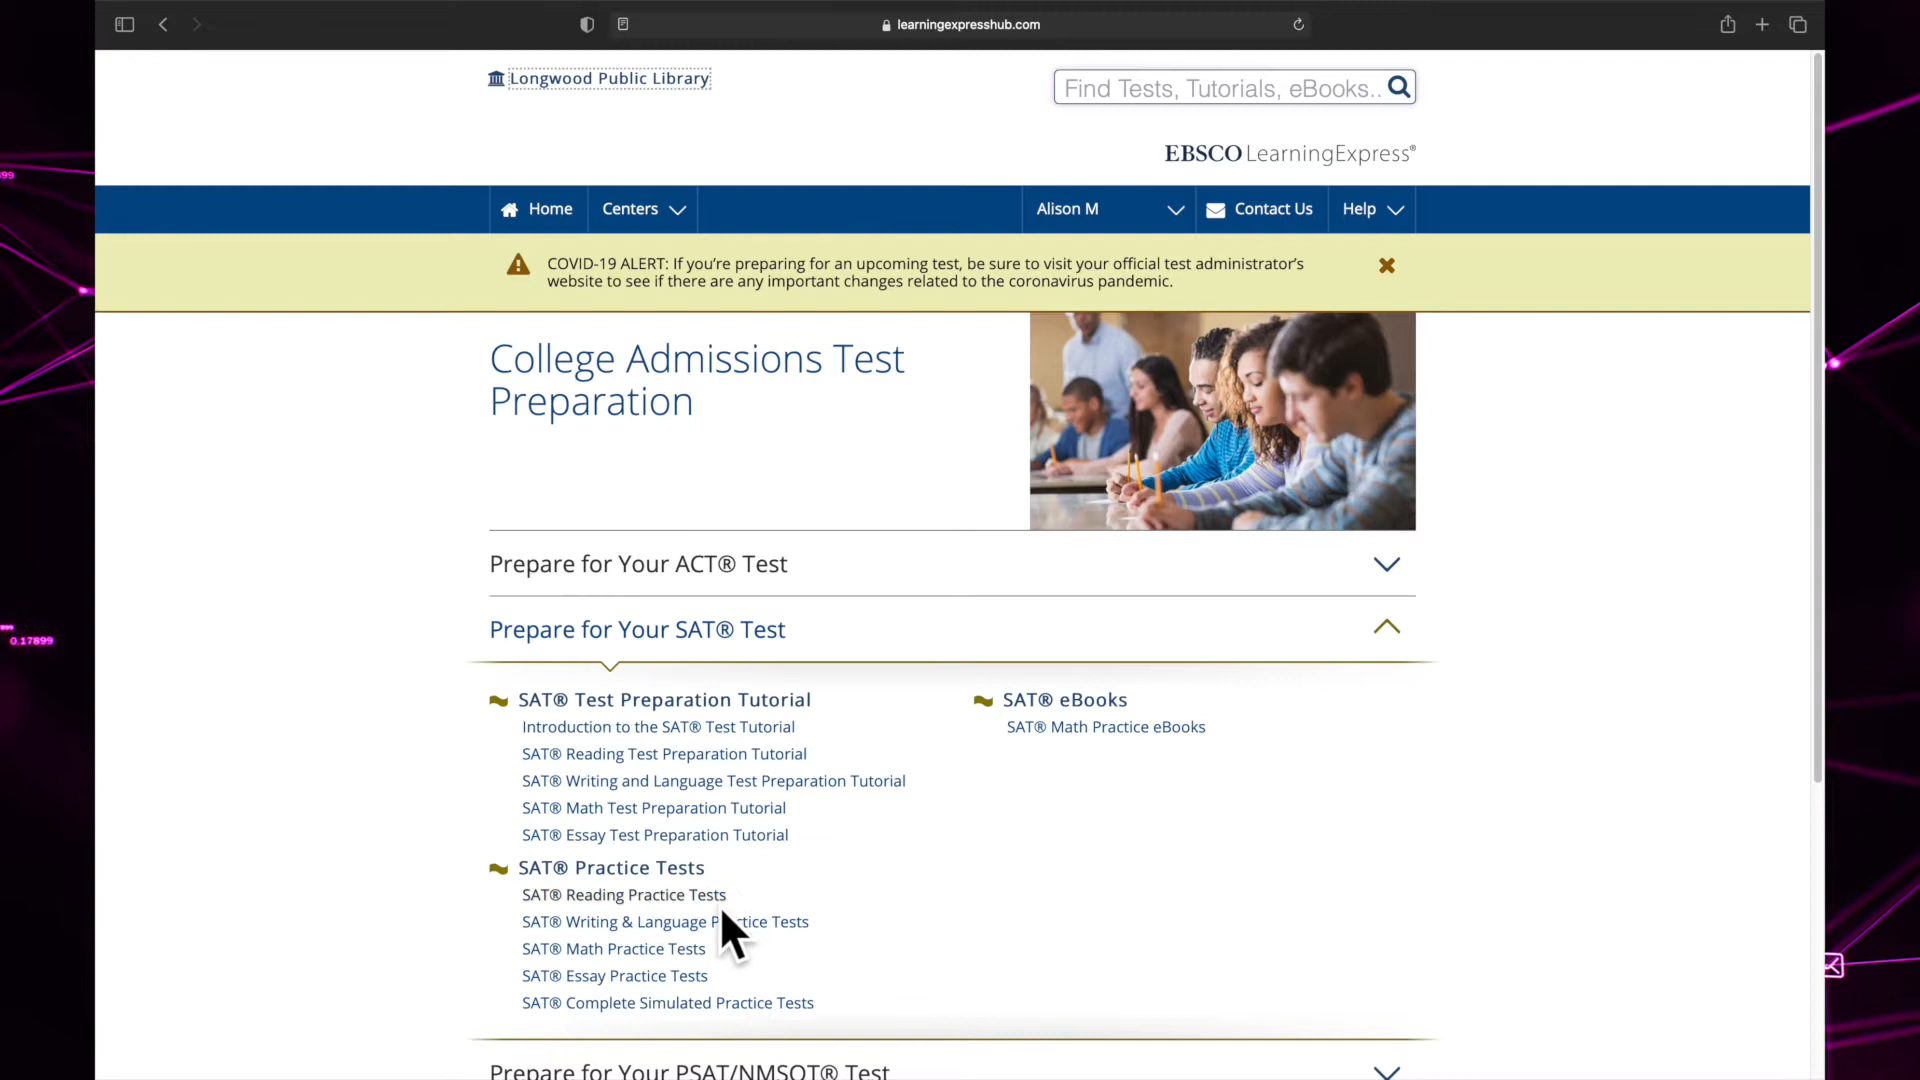 learningexpresshub.com
Longwood Public Library
Find Tests, Tutorials, eBooks..
EBSCO LearningExpress®
Home
Centers
Alison M
Contact Us
Help
COVID-19 ALERT: If you're preparing for an upcoming test, be sure to visit your official test administrator's
website to see if there are any important changes related to the coronavirus pandemic.
College Admissions Test
Preparation
Prepare for Your ACT® Test
Prepare for Your SAT® Test
SAT® Test Preparation Tutorial
Introduction to the SAT® Test Tutorial
SAT® Reading Test Preparation Tutorial
SAT® Writing and Language Test Preparation Tutorial
SAT® Math Test Preparation Tutorial
SAT® Essay Test Preparation Tutorial
SAT® Practice Tests
SAT® Reading Practice Tests
SAT® Writing & Language Practice Tests
SAT® Math Practice Tests
SAT® Essay Practice Tests
SAT® Complete Simulated Practice Tests
SAT® eBooks
SAT® Math Practice eBooks
Prepare for Your PSAT/NMSQT® Test
0.17899
99